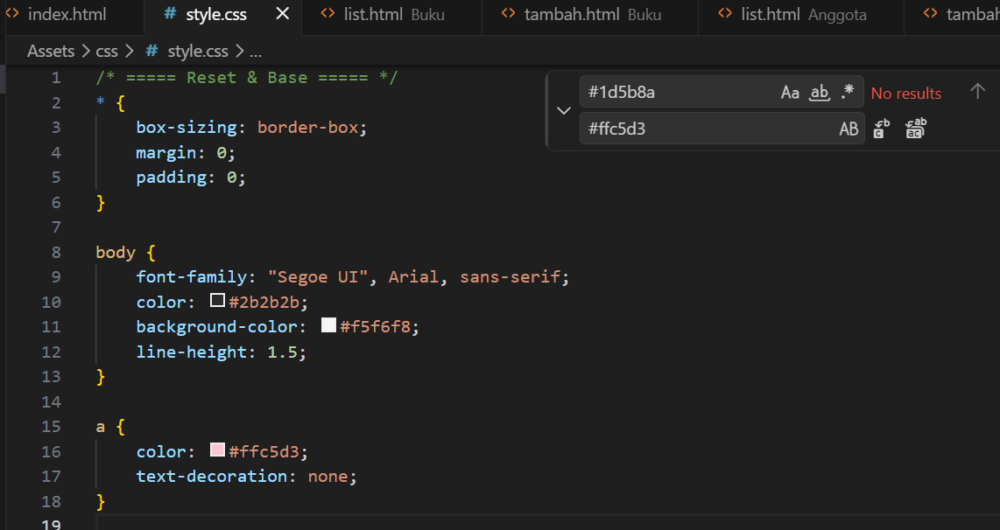 index.html # style.css × list.html Buku tambah.html Buku list.html Anggota tambah
Assets > css > # style.css > ...
#1d5b8a Aa ab .* No results
#ffc5d3 AB
1 /* ===== Reset & Base ===== */
2 * {
3 box-sizing: border-box;
4 margin: 0;
5 padding: 0;
6 }
7
8 body {
9 font-family: "Segoe UI", Arial, sans-serif;
10 color: #2b2b2b;
11 background-color: #f5f6f8;
12 line-height: 1.5;
13 }
14
15 a {
16 color: #ffc5d3;
17 text-decoration: none;
18 }
19